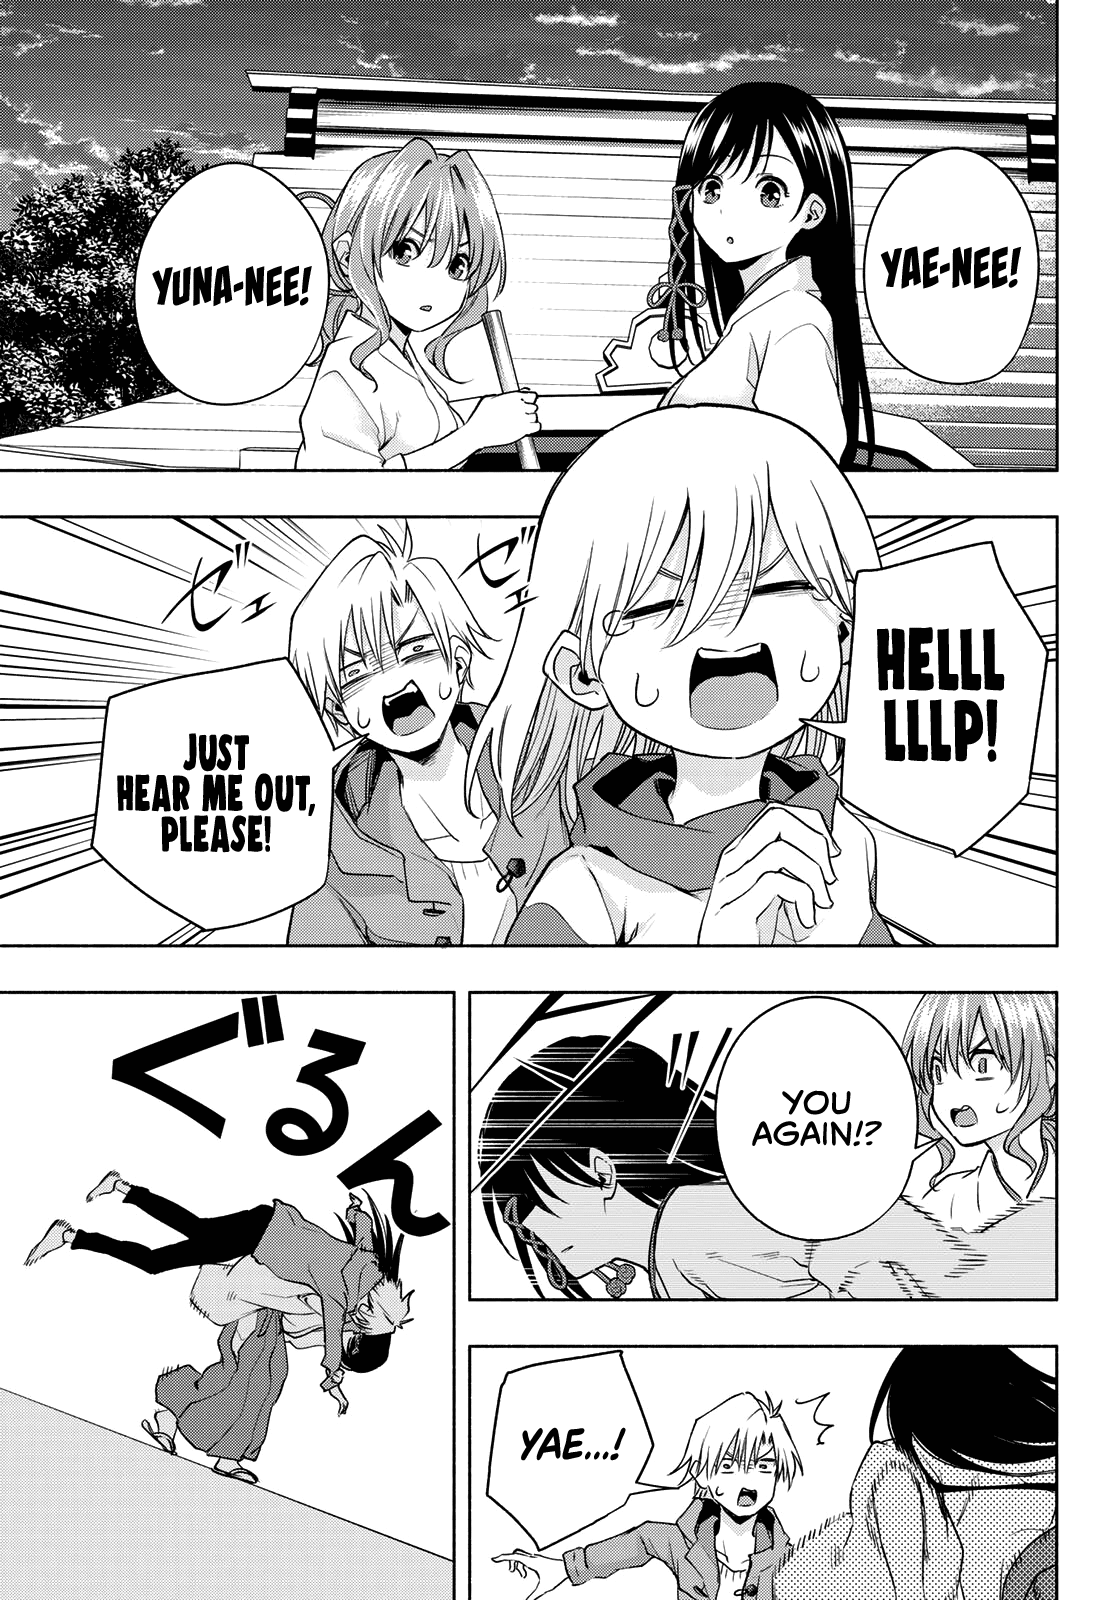 YAE-NEE!
YUNA-NEE!
HELLL
LLLP!
ゼェ
ゼェ
JUST
HEAR ME OUT,
PLEASE!
YOU
AGAIN!?
YAE...!
ぐるん